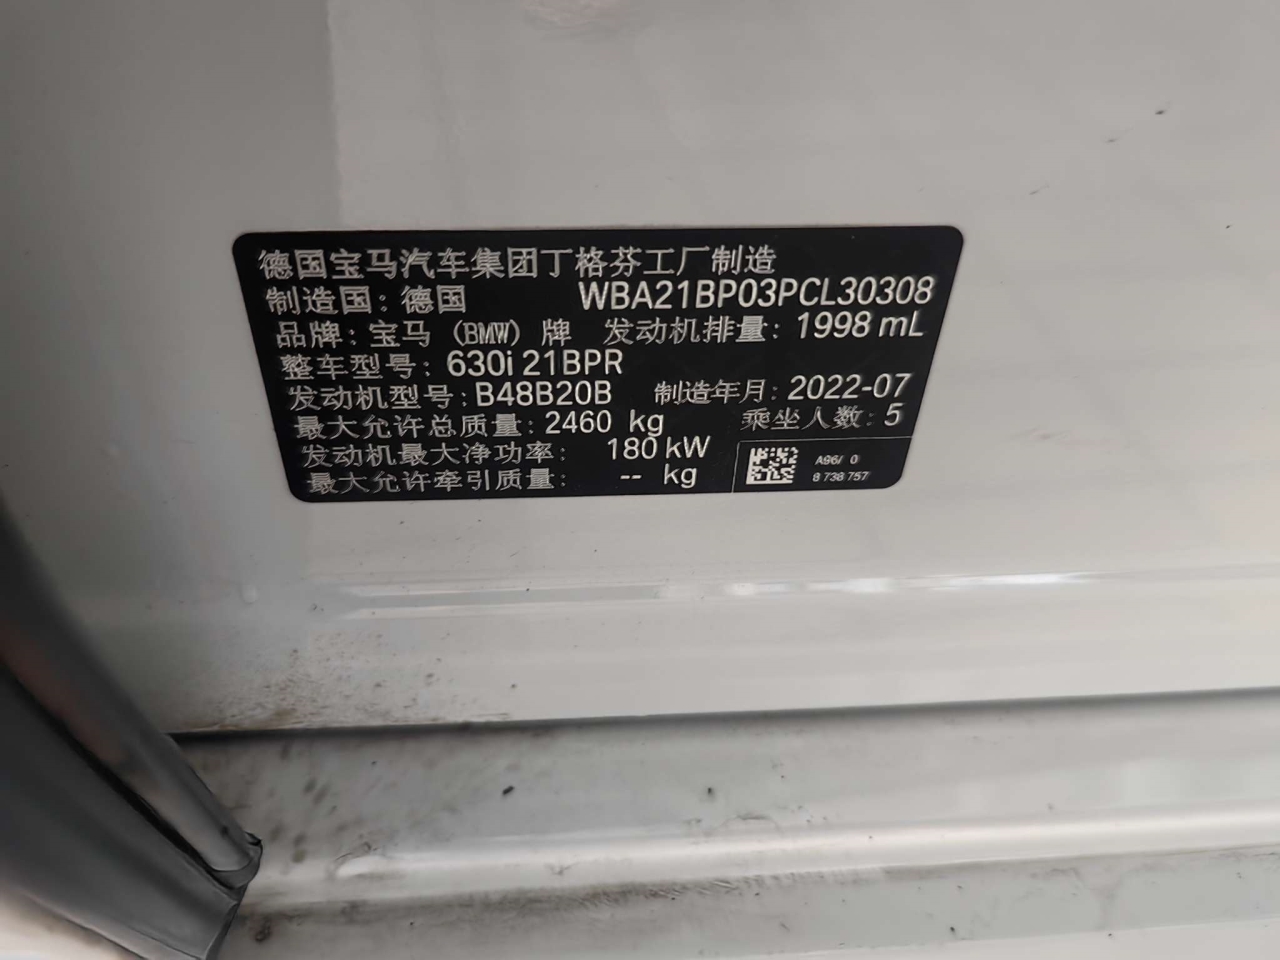 德国宝马汽车集团丁格芬工厂制造
制造国：德国 WBA21BP03PCL30308
品牌：宝马（BMW）牌 发动机排量：1998 mL
整车型号：630i 21BPR
发动机型号：B48B20B 制造年月：2022-07
最大允许总质量：2460 kg 乘坐人数：5
发动机最大净功率： 180 kW
最大允许牵引质量： -- kg
A96/ 0
8 738 757